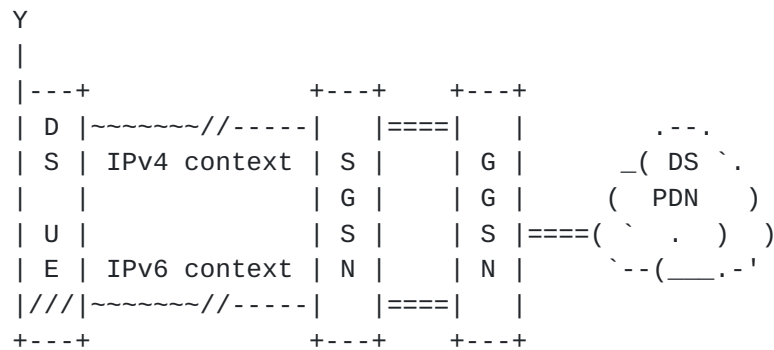 Y
|
|---+              +---+    +---+
| D |~~~~~~~//-----|   |====|   |        .--.
| S | IPv4 context | S |    | G |      _( DS `.
|   |              | G |    | G |     (  PDN   )
| U |              | S |    | S |====( `  .  )  )
| E | IPv6 context | N |    | N |      `--(___.-'
|///|~~~~~~~//-----|   |====|   |
+---+              +---+    +---+